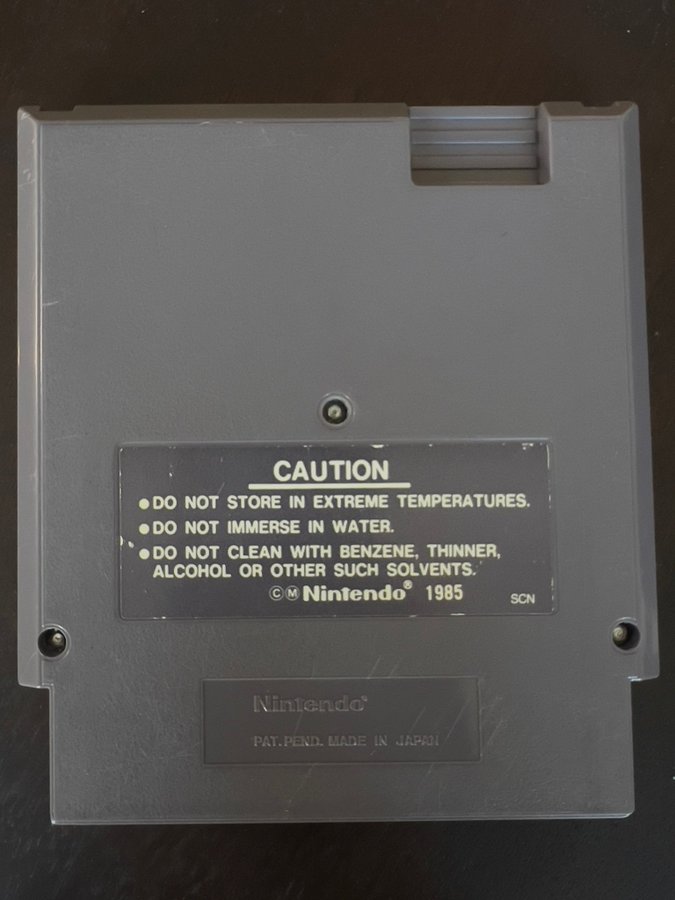 CAUTION
●DO NOT STORE IN EXTREME TEMPERATURES.
●DO NOT IMMERSE IN WATER.
●DO NOT CLEAN WITH BENZENE, THINNER,
ALCOHOL OR OTHER SUCH SOLVENTS.
©Ⓜ Nintendo® 1985
SCN
Nintendo®
PAT.PEND. MADE IN JAPAN